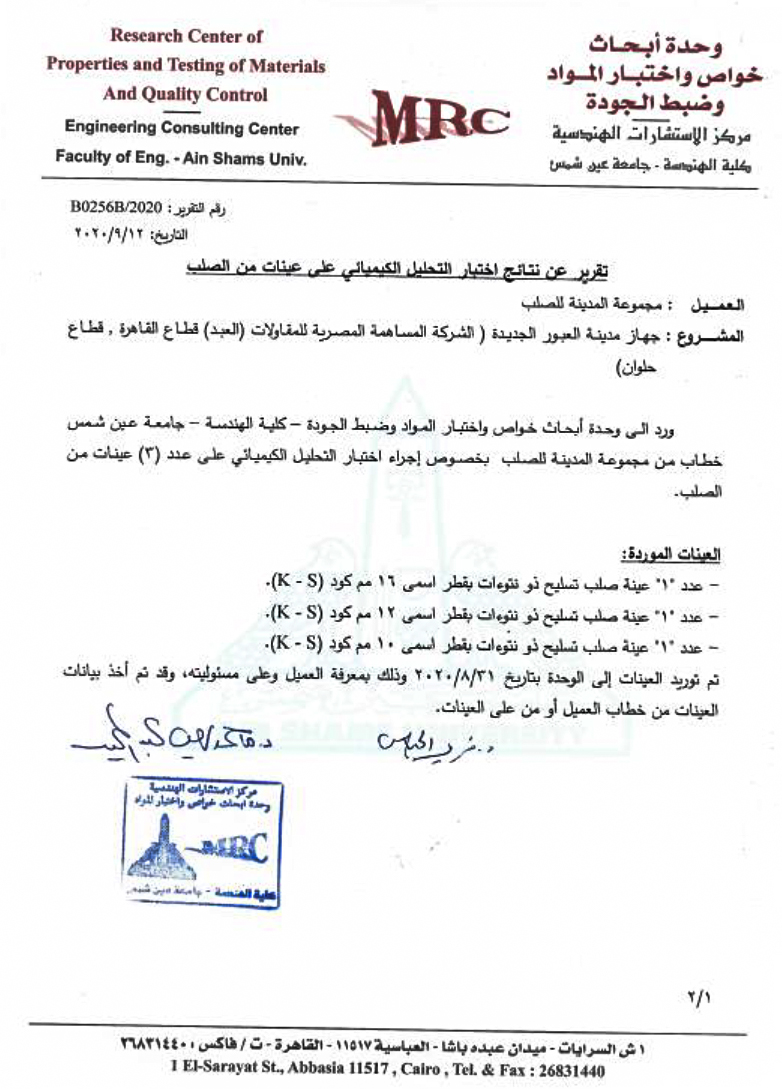 Research Center of
Properties and Testing of Materials
And Quality Control
Engineering Consulting Center
Faculty of Eng. - Ain Shams Univ.
MRC
وحدة أبحاث
خواص واختبار المـواد
وضبط الـجودة
مركز الإستشارات الهندسية
كلية الهندسة - جامعة عين شمس
رقم التقرير : B0256B/2020
التاريخ: ٢٠٢٠/٩/١٢
تقرير عن نتائج اختبار التحليل الكيميائي على عينات من الصلب
العـميـل : مجموعة المدينة للصلب
المشـــروع : جهاز مدينة العبور الجديدة ( الشركة المساهمة المصرية للمقاولات (العبد) قطاع القاهرة , قطاع
حلوان)
ورد الى وحدة أبحاث خواص واختبار المواد وضبط الجودة – كلية الهندسة – جامعة عين شمس
خطاب من مجموعة المدينة للصلب بخصوص إجراء اختبار التحليل الكيميائي على عدد (٣) عينات من
الصلب.
العينات الموردة:
– عدد "١" عينة صلب تسليح ذو نتوءات بقطر اسمى ١٦ مم كود (K - S).
– عدد "١" عينة صلب تسليح ذو نتوءات بقطر اسمى ١٢ مم كود (K - S).
– عدد "١" عينة صلب تسليح ذو نتوءات بقطر اسمى ١٠ مم كود (K - S).
تم توريد العينات إلى الوحدة بتاريخ ٢٠٢٠/٨/٣١ وذلك بمعرفة العميل وعلى مسئوليته، وقد تم أخذ بيانات
العينات من خطاب العميل أو من على العينات.
مركز الاستشارات الهندسية
وحدة ابحاث خواص واختبار المواد
MRC
كلية الهندسة - جامعة عين شمس
٢/١
١ ش السرايات - ميدان عبده باشا - العباسية ١١٥١٧ - القاهرة - ت / فاكس : ٢٦٨٣١٤٤٠
1 El-Sarayat St., Abbasia 11517 , Cairo , Tel. & Fax : 26831440